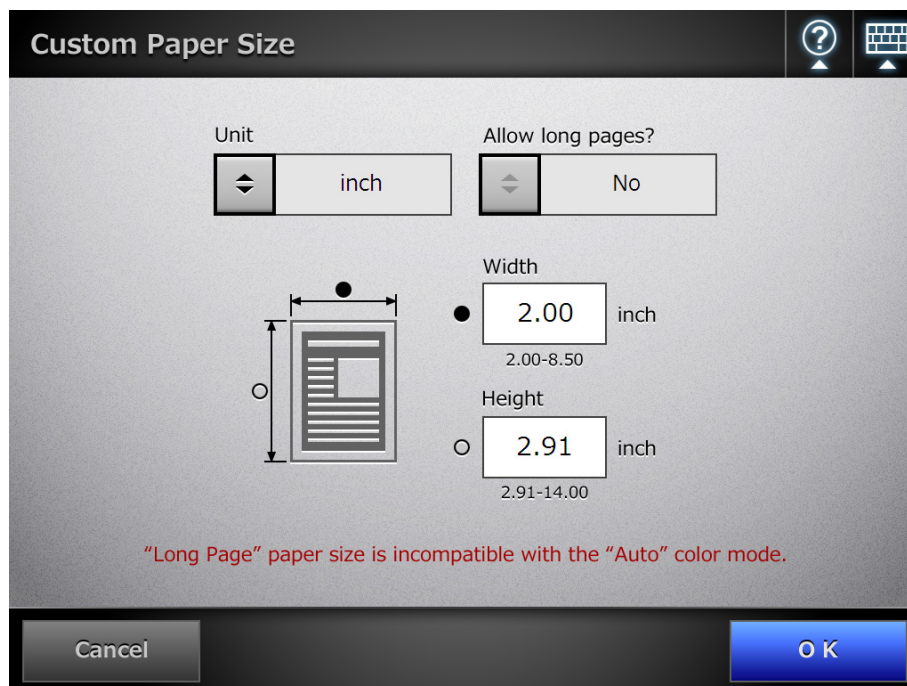 Custom Paper Size
?
Unit
Allow long pages?
inch
No
Width
2.00 inch
2.00-8.50
Height
2.91 inch
2.91-14.00
“Long Page” paper size is incompatible with the “Auto” color mode.
Cancel
O K